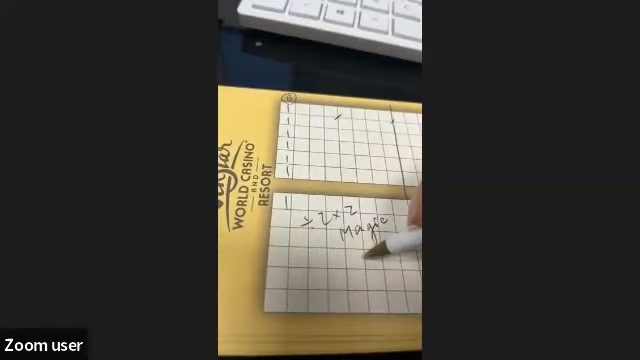 WORLD CASINO
AND
RESORT
2x2
Magic
Zoom user